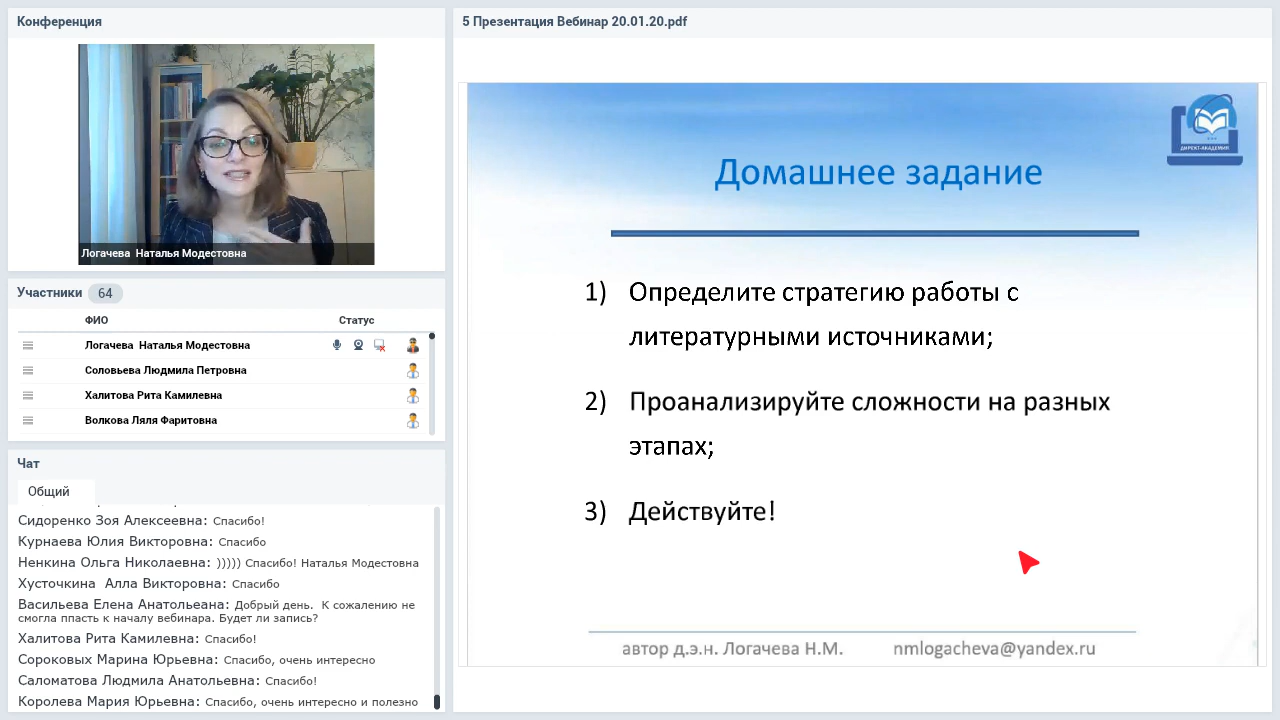 Конференция
Логачева  Наталья Модестовна
Участники 64
ФИО Статус
Логачева  Наталья Модестовна
Соловьева Людмила Петровна
Халитова Рита Камилевна
Волкова Ляля Фаритовна
Чат
Общий
Сидоренко Зоя Алексеевна: Спасибо!
Курнаева Юлия Викторовна: Спасибо
Ненкина Ольга Николаевна: ))))) Спасибо! Наталья Модестовна
Хусточкина  Алла Викторовна: Спасибо
Васильева Елена Анатольеана: Добрый день.  К сожалению не
смогла ппасть к началу вебинара. Будет ли запись?
Халитова Рита Камилевна: Спасибо!
Сороковых Марина Юрьевна: Спасибо, очень интересно
Саломатова Людмила Анатольевна: Спасибо!
Королева Мария Юрьевна: Спасибо, очень интересно и полезно
5 Презентация Вебинар 20.01.20.pdf
ДИРЕКТ-АКАДЕМИЯ
Домашнее задание
1) Определите стратегию работы с
литературными источниками;
2) Проанализируйте сложности на разных
этапах;
3) Действуйте!
автор д.э.н. Логачева Н.М. nmlogacheva@yandex.ru